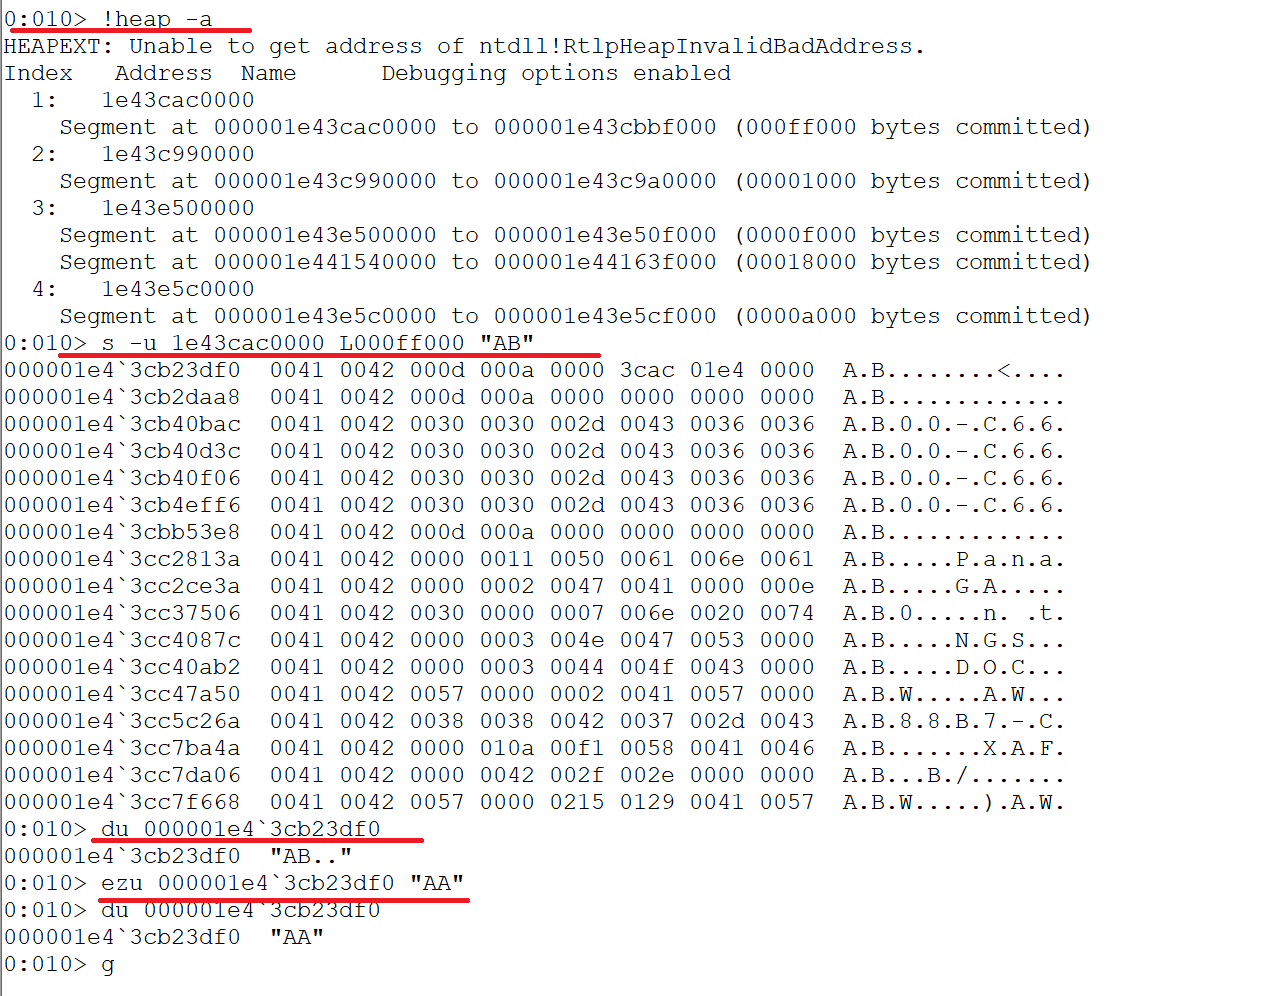 0:010> !heap -a
HEAPEXT: Unable to get address of ntdll!RtlpHeapInvalidBadAddress.
Index   Address  Name      Debugging options enabled
  1:   1e43cac0000
    Segment at 000001e43cac0000 to 000001e43cbbf000 (000ff000 bytes committed)
  2:   1e43c990000
    Segment at 000001e43c990000 to 000001e43c9a0000 (00001000 bytes committed)
  3:   1e43e500000
    Segment at 000001e43e500000 to 000001e43e50f000 (0000f000 bytes committed)
    Segment at 000001e441540000 to 000001e44163f000 (00018000 bytes committed)
  4:   1e43e5c0000
    Segment at 000001e43e5c0000 to 000001e43e5cf000 (0000a000 bytes committed)
0:010> s -u 1e43cac0000 L000ff000 "AB"
000001e4`3cb23df0  0041 0042 000d 000a 0000 3cac 01e4 0000  A.B........<....
000001e4`3cb2daa8  0041 0042 000d 000a 0000 0000 0000 0000  A.B.............
000001e4`3cb40bac  0041 0042 0030 0030 002d 0043 0036 0036  A.B.0.0.-.C.6.6.
000001e4`3cb40d3c  0041 0042 0030 0030 002d 0043 0036 0036  A.B.0.0.-.C.6.6.
000001e4`3cb40f06  0041 0042 0030 0030 002d 0043 0036 0036  A.B.0.0.-.C.6.6.
000001e4`3cb4eff6  0041 0042 0030 0030 002d 0043 0036 0036  A.B.0.0.-.C.6.6.
000001e4`3cbb53e8  0041 0042 000d 000a 0000 0000 0000 0000  A.B.............
000001e4`3cc2813a  0041 0042 0000 0011 0050 0061 006e 0061  A.B.....P.a.n.a.
000001e4`3cc2ce3a  0041 0042 0000 0002 0047 0041 0000 000e  A.B.....G.A.....
000001e4`3cc37506  0041 0042 0030 0000 0007 006e 0020 0074  A.B.0.....n. .t.
000001e4`3cc4087c  0041 0042 0000 0003 004e 0047 0053 0000  A.B.....N.G.S...
000001e4`3cc40ab2  0041 0042 0000 0003 0044 004f 0043 0000  A.B.....D.O.C...
000001e4`3cc47a50  0041 0042 0057 0000 0002 0041 0057 0000  A.B.W.....A.W...
000001e4`3cc5c26a  0041 0042 0038 0038 0042 0037 002d 0043  A.B.8.8.B.7.-.C.
000001e4`3cc7ba4a  0041 0042 0000 010a 00f1 0058 0041 0046  A.B.......X.A.F.
000001e4`3cc7da06  0041 0042 0000 0042 002f 002e 0000 0000  A.B...B./.......
000001e4`3cc7f668  0041 0042 0057 0000 0215 0129 0041 0057  A.B.W.....).A.W.
0:010> du 000001e4`3cb23df0
000001e4`3cb23df0  "AB.."
0:010> ezu 000001e4`3cb23df0 "AA"
0:010> du 000001e4`3cb23df0
000001e4`3cb23df0  "AA"
0:010> g